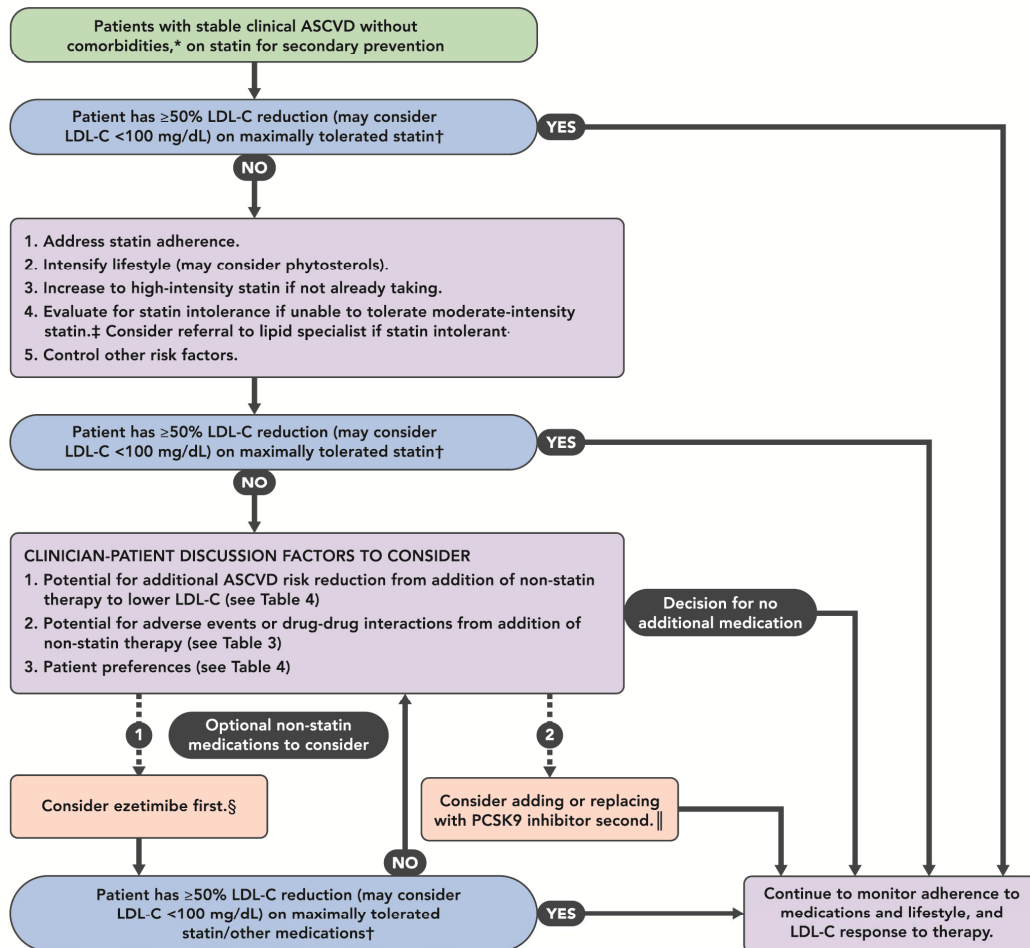 Patients with stable clinical ASCVD without
comorbidities,* on statin for secondary prevention
Patient has ≥50% LDL-C reduction (may consider
LDL-C <100 mg/dL) on maximally tolerated statin†
YES
NO
1. Address statin adherence.
2. Intensify lifestyle (may consider phytosterols).
3. Increase to high-intensity statin if not already taking.
4. Evaluate for statin intolerance if unable to tolerate moderate-intensity
statin.‡ Consider referral to lipid specialist if statin intolerant.
5. Control other risk factors.
Patient has ≥50% LDL-C reduction (may consider
LDL-C <100 mg/dL) on maximally tolerated statin†
YES
NO
CLINICIAN-PATIENT DISCUSSION FACTORS TO CONSIDER
1. Potential for additional ASCVD risk reduction from addition of non-statin
therapy to lower LDL-C (see Table 4)
2. Potential for adverse events or drug-drug interactions from addition of
non-statin therapy (see Table 3)
3. Patient preferences (see Table 4)
Decision for no
additional medication
1
Optional non-statin
medications to consider
2
Consider ezetimibe first.§
Consider adding or replacing
with PCSK9 inhibitor second.‖
NO
Patient has ≥50% LDL-C reduction (may consider
LDL-C <100 mg/dL) on maximally tolerated
statin/other medications†
YES
Continue to monitor adherence to
medications and lifestyle, and
LDL-C response to therapy.